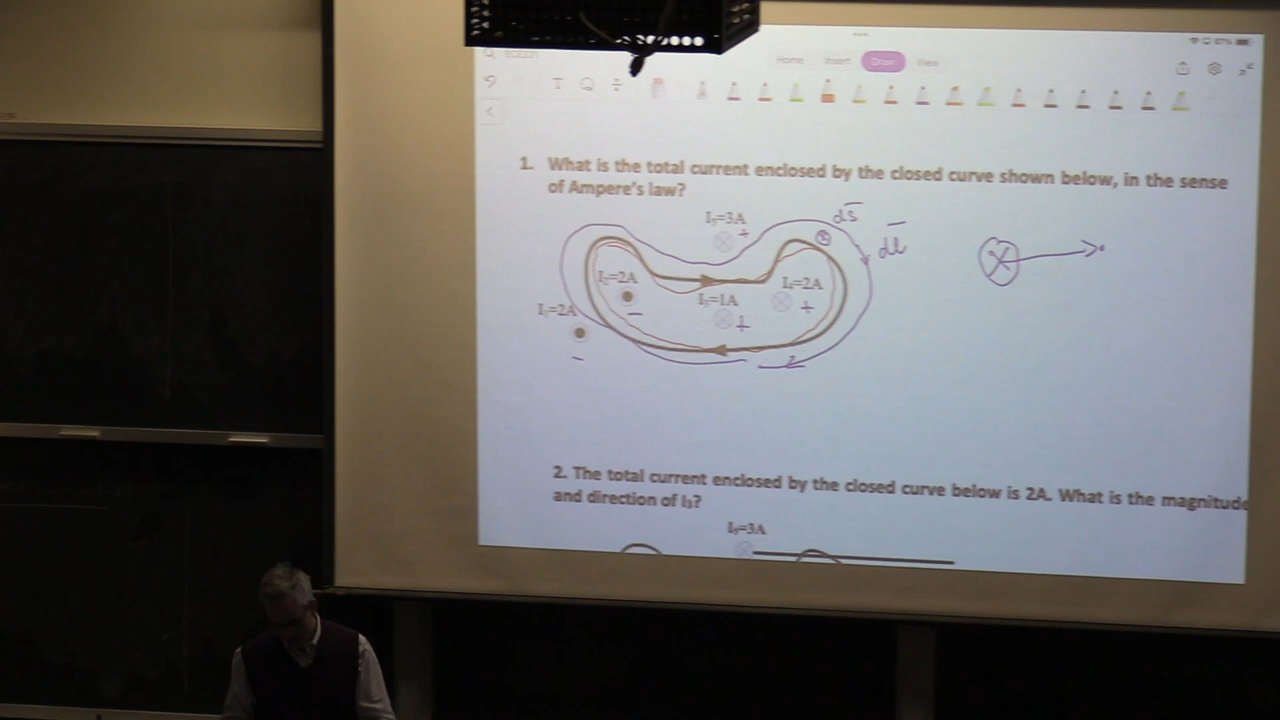 Home Insert Draw View
1. What is the total current enclosed by the closed curve shown below, in the sense
of Ampere's law?
I₅=3A +
ds
dl
I₂=2A
I₄=2A
I₃=1A
I₁=2A
− + +
−
2. The total current enclosed by the closed curve below is 2A. What is the magnitude
and direction of I₃?
I₅=3A